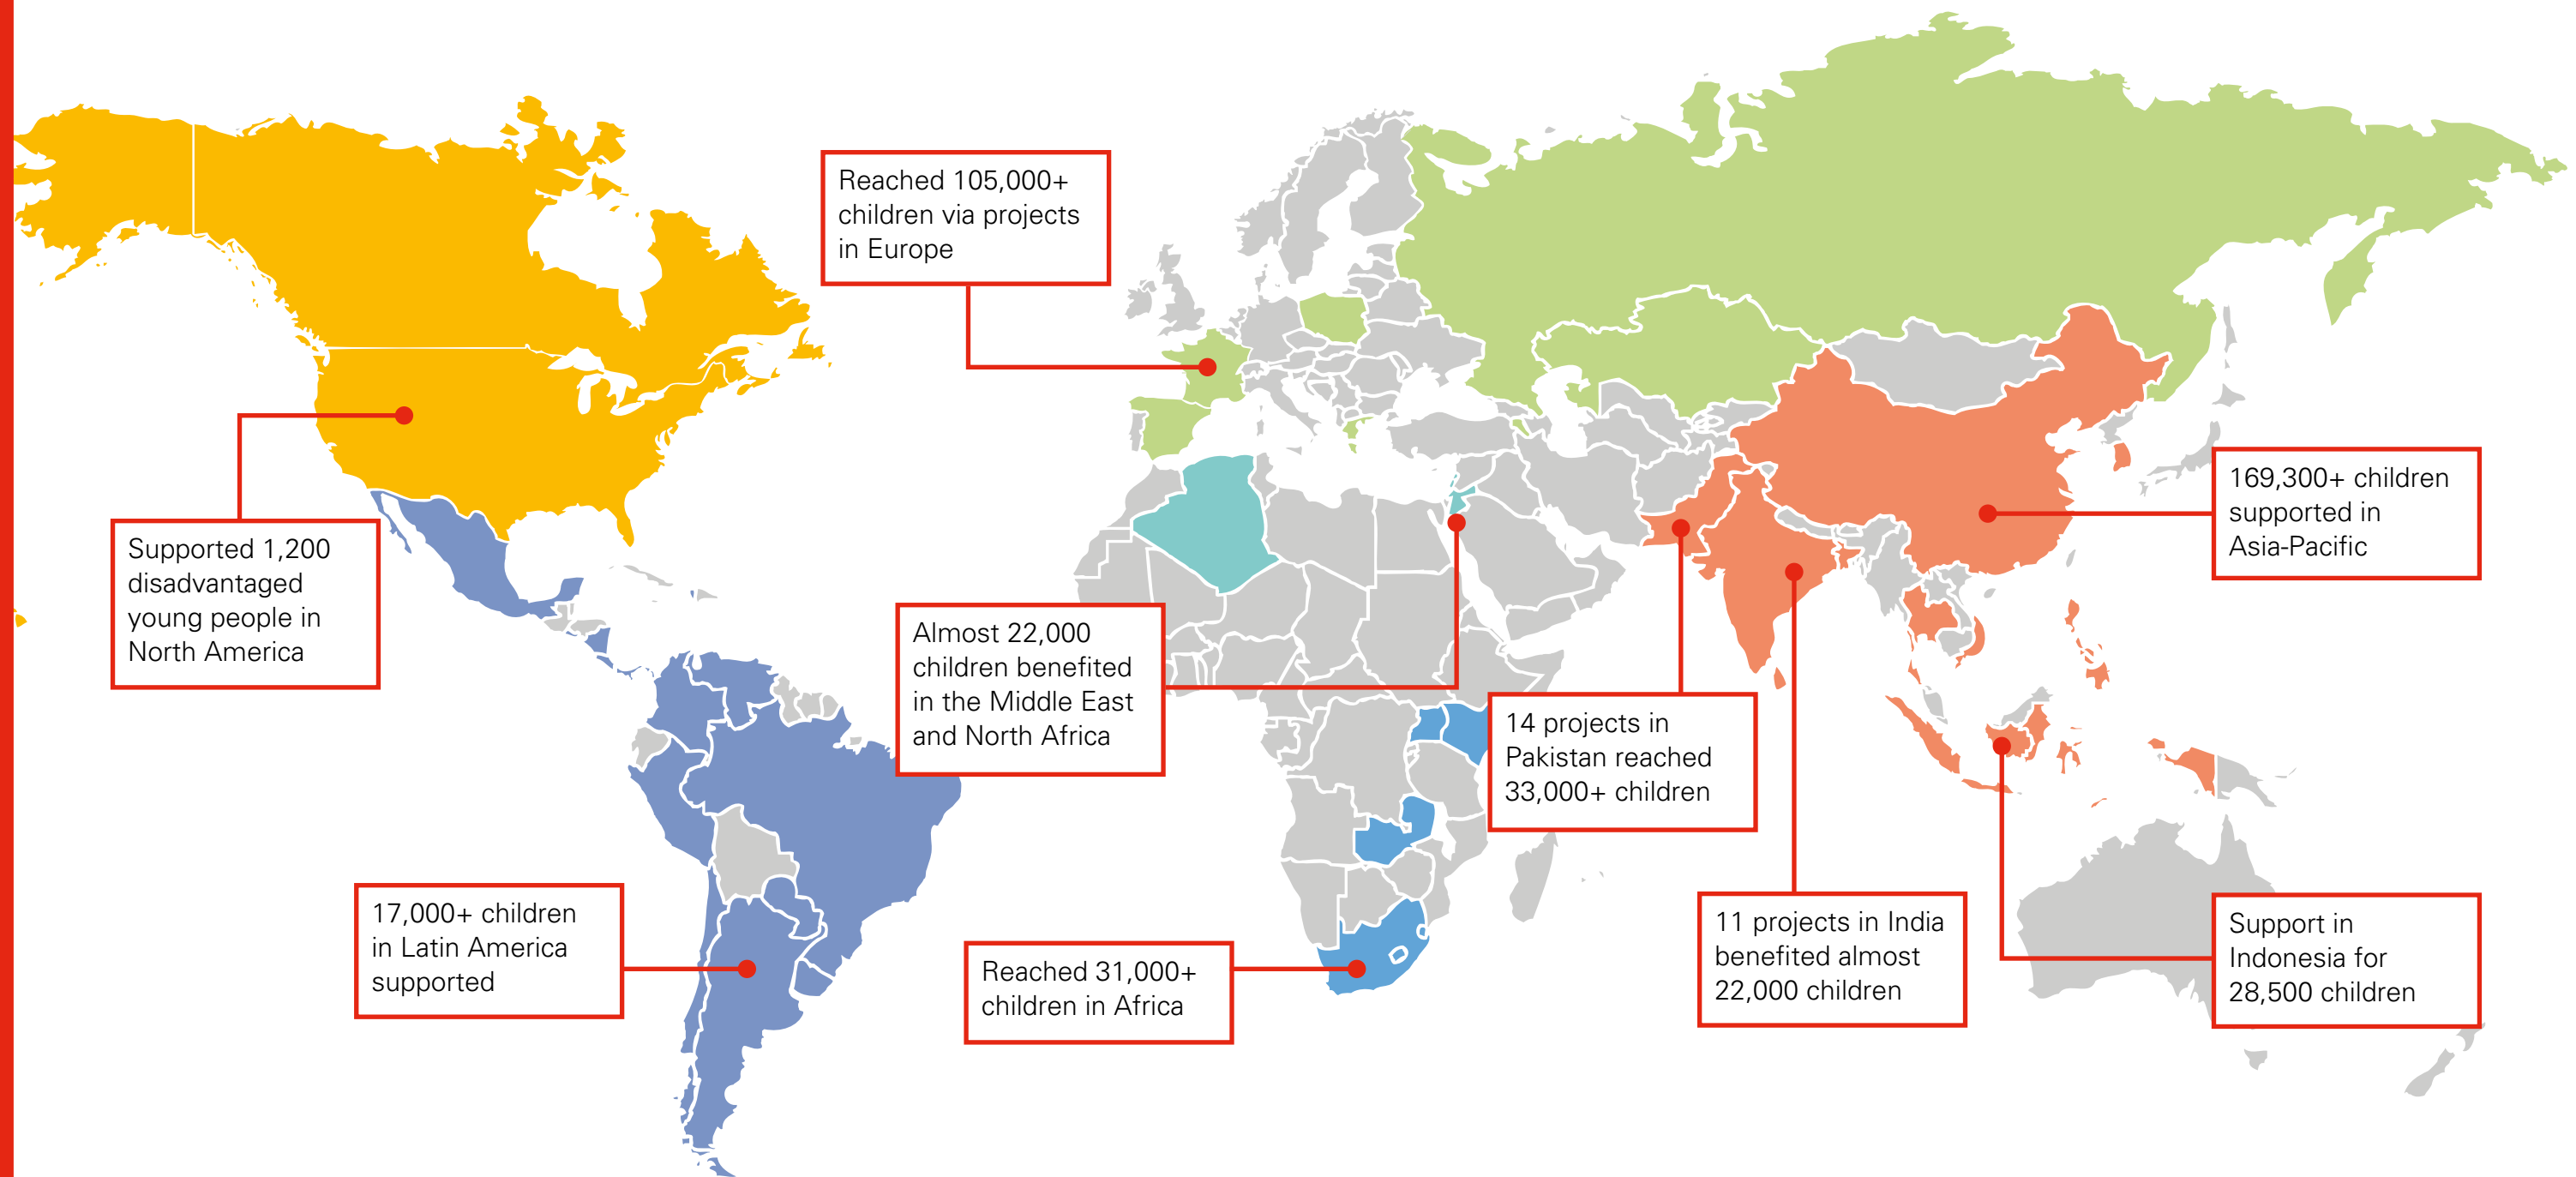 Reached 105,000+
children via projects
in Europe
169,300+ children
supported in
Asia-Pacific
Supported 1,200
disadvantaged
young people in
North America
Almost 22,000
children benefited
in the Middle East
and North Africa
14 projects in
Pakistan reached
33,000+ children
17,000+ children
in Latin America
supported
Reached 31,000+
children in Africa
11 projects in India
benefited almost
22,000 children
Support in
Indonesia for
28,500 children